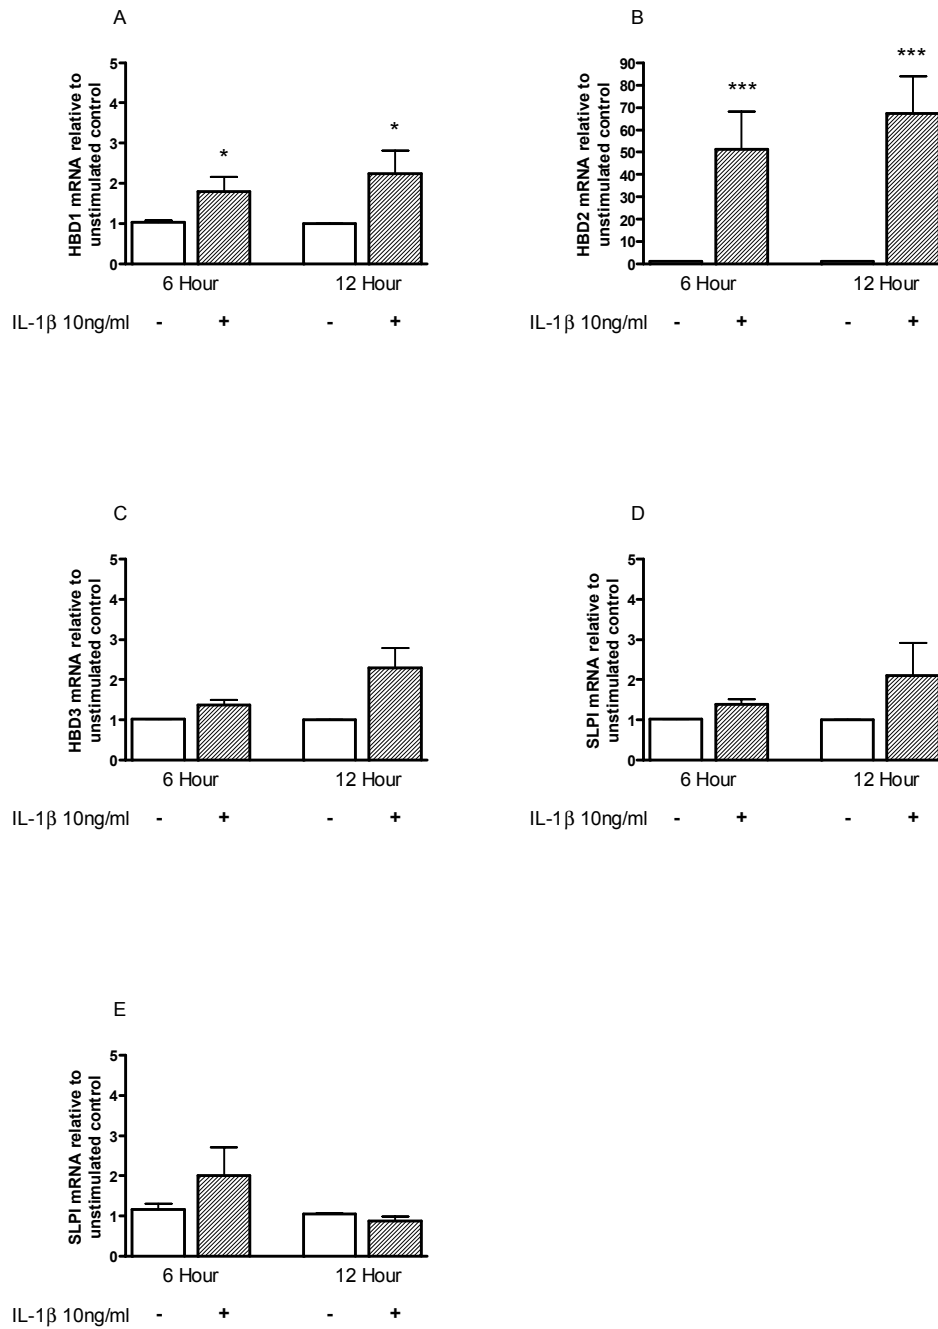 A
HBD1 mRNA relative to
unstimulated control
5
4
3
2
1
0
*
*
6 Hour 12 Hour
IL-1β 10ng/ml - + - +
B
HBD2 mRNA relative to
unstimulated control
90
80
70
60
50
40
30
20
10
0
***
***
6 Hour 12 Hour
IL-1β 10ng/ml - + - +
C
HBD3 mRNA relative to
unstimulated control
5
4
3
2
1
0
6 Hour 12 Hour
IL-1β 10ng/ml - + - +
D
SLPI mRNA relative to
unstimulated control
5
4
3
2
1
0
6 Hour 12 Hour
IL-1β 10ng/ml - + - +
E
SLPI mRNA relative to
unstimulated control
5
4
3
2
1
0
6 Hour 12 Hour
IL-1β 10ng/ml - + - +